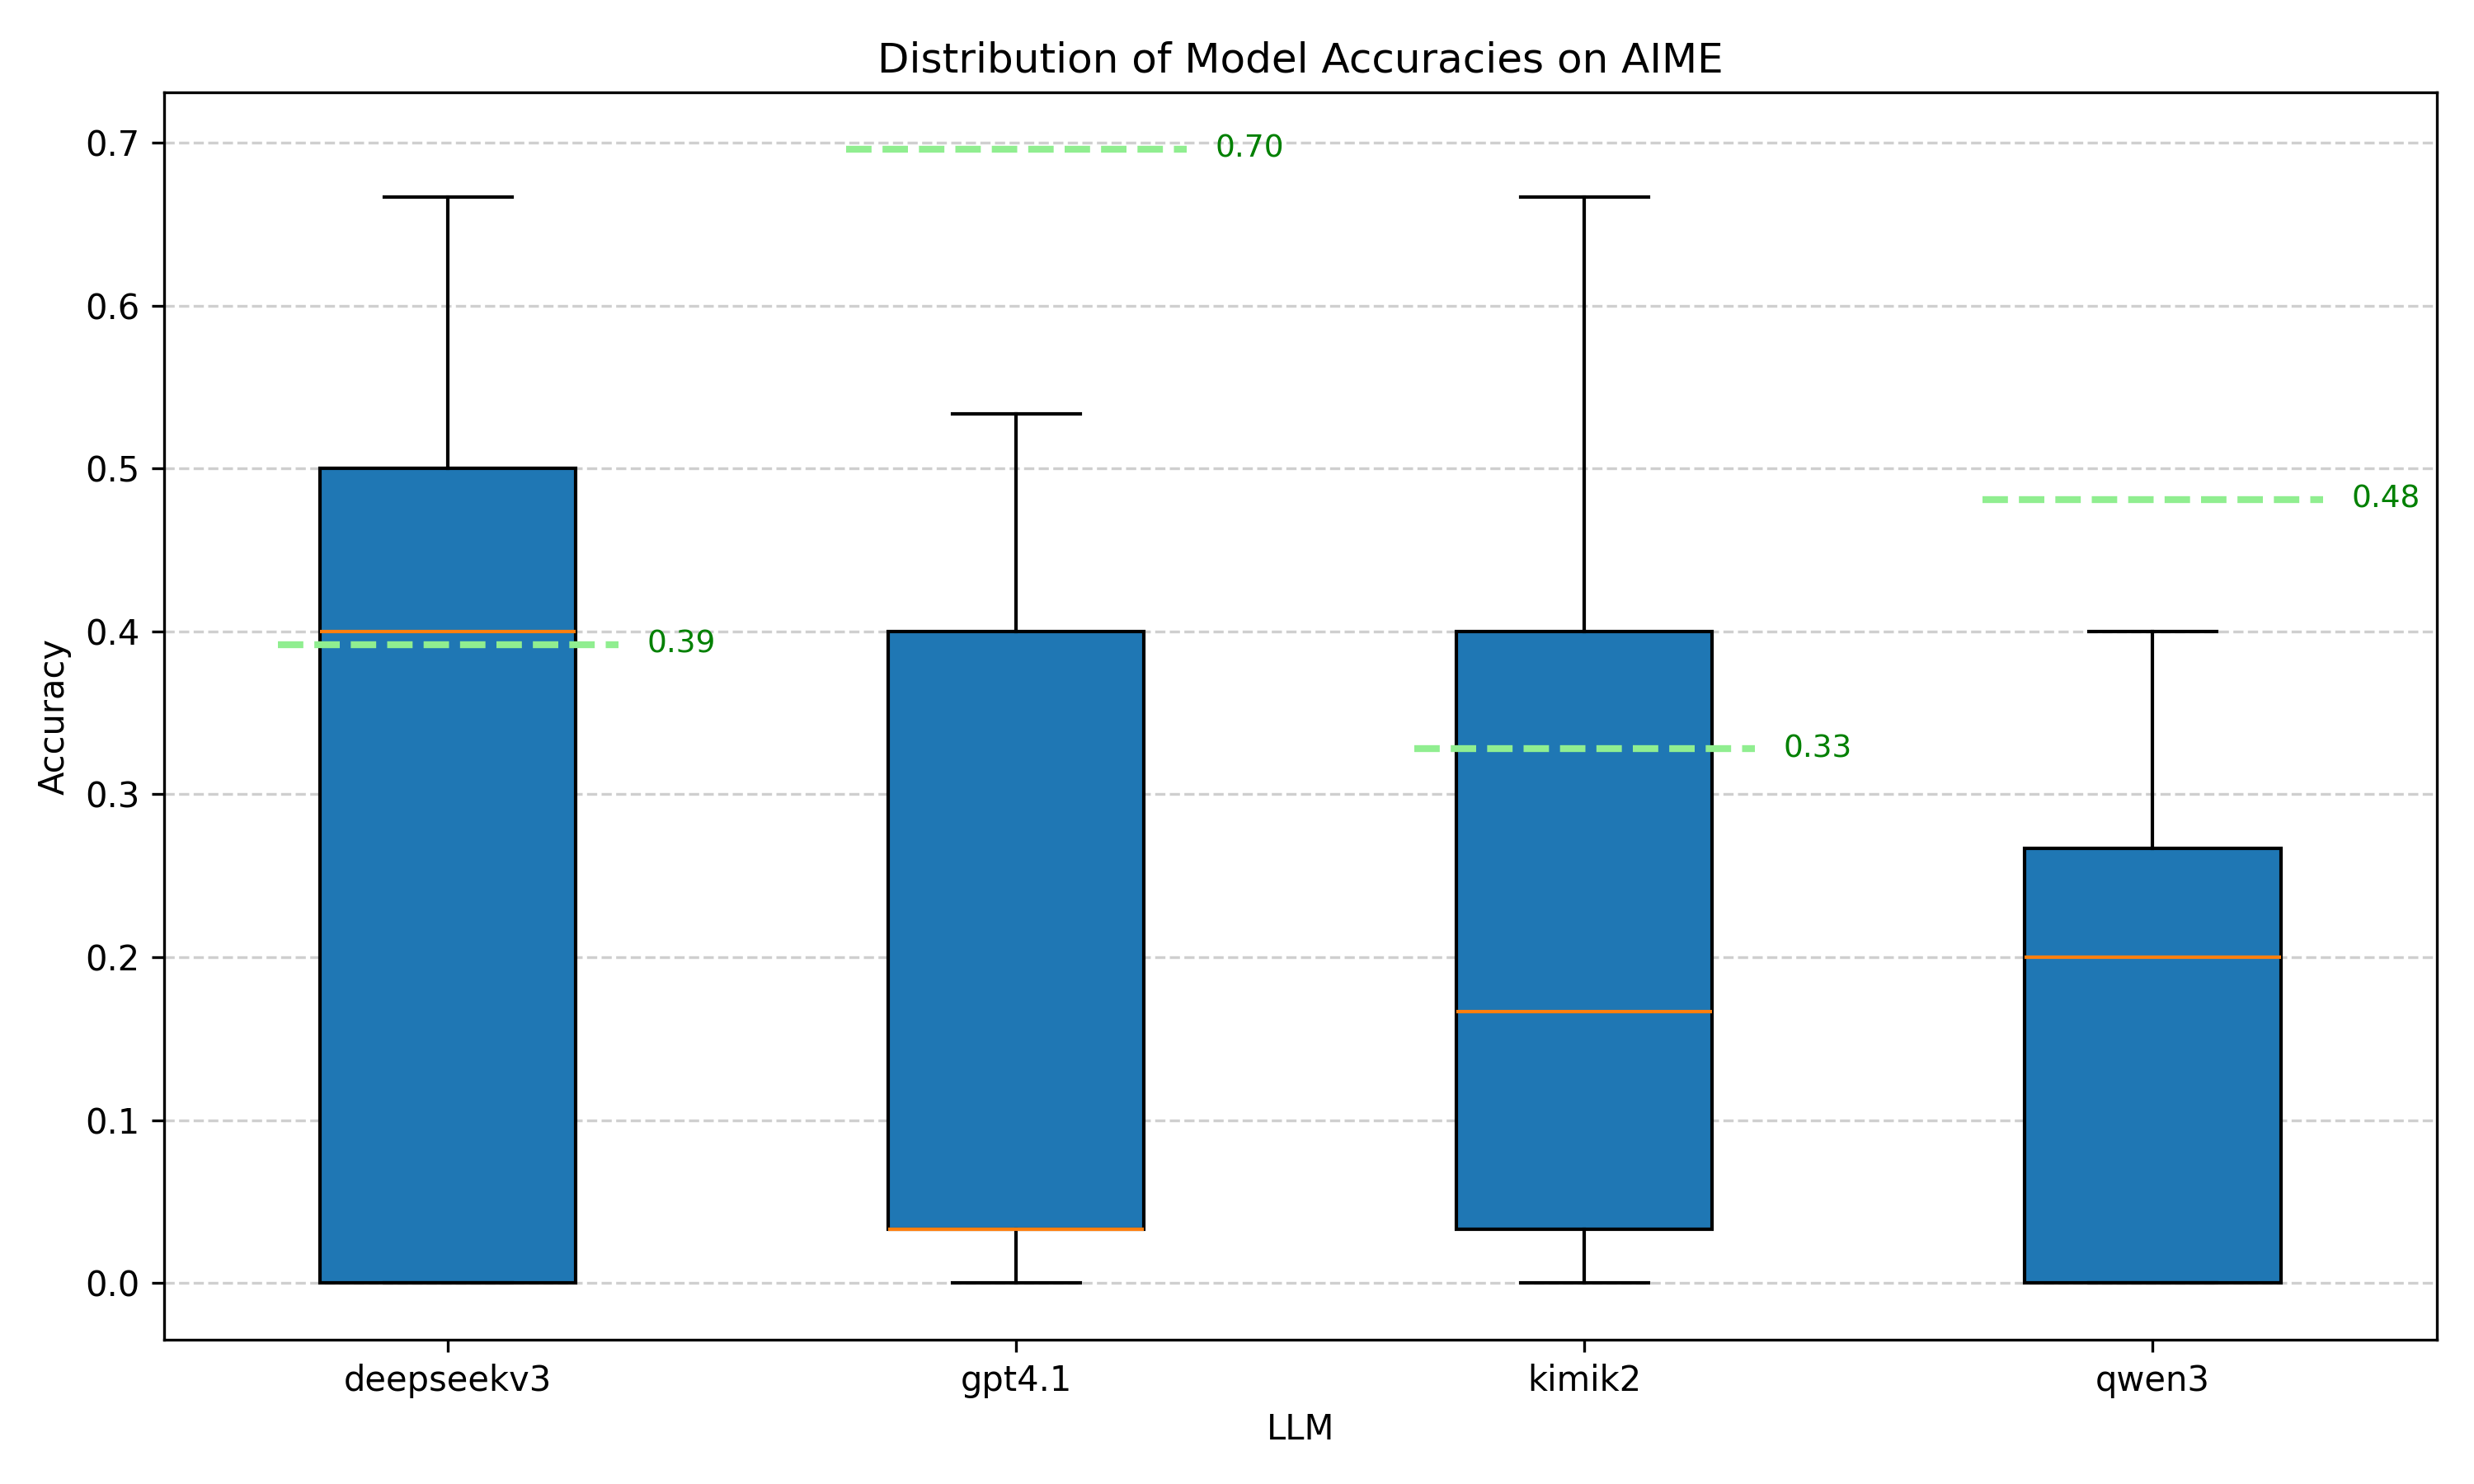 Distribution of Model Accuracies on AIME
Accuracy
0.7
0.6
0.5
0.4
0.3
0.2
0.1
0.0
0.39
0.70
0.33
0.48
deepseekv3
gpt4.1
kimik2
qwen3
LLM